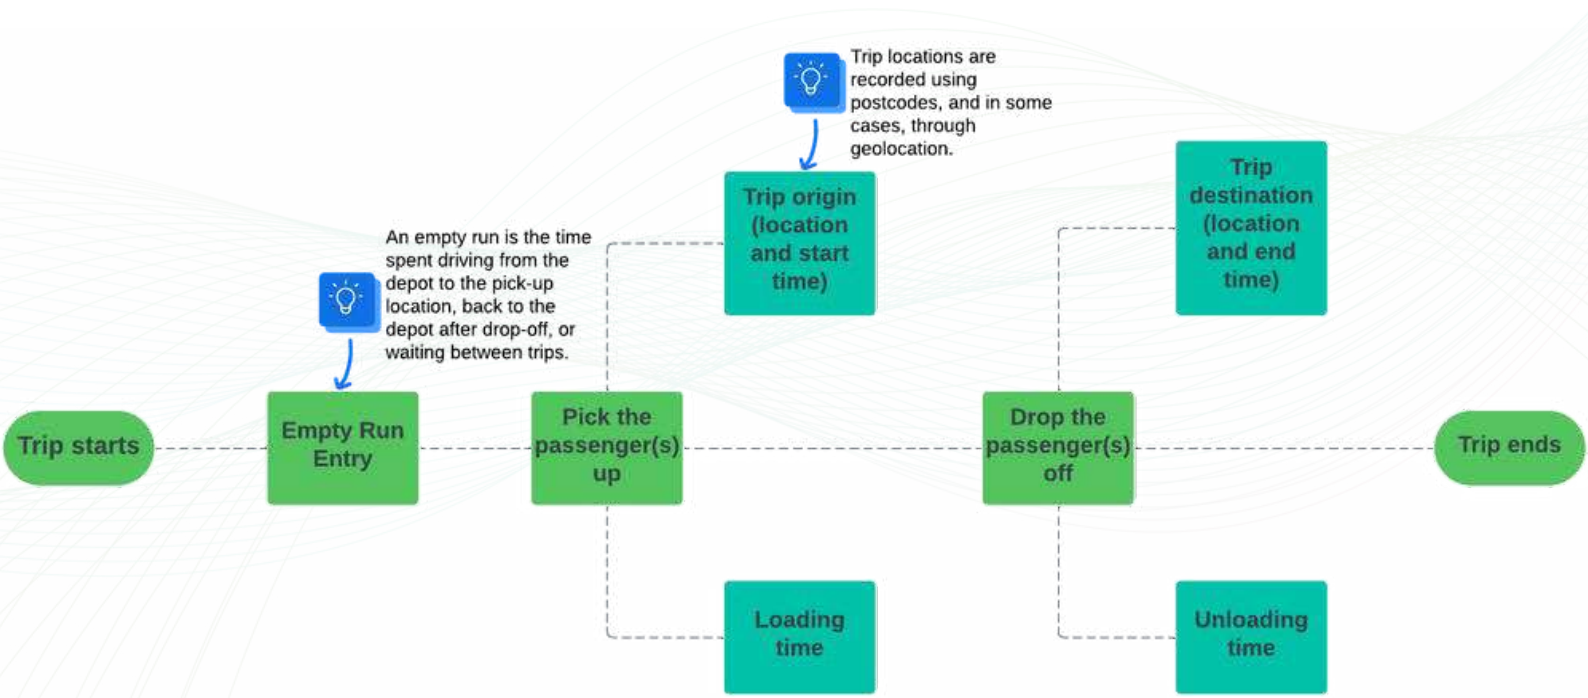 Trip locations are
recorded using
postcodes, and in some
cases, through
geolocation.
Trip
destination
(location
and end
time)
Trip origin
(location
and start
time)
An empty run is the time
spent driving from the
depot to the pick-up
location, back to the
depot after drop-off, or
waiting between trips.
Trip starts
Empty Run
Entry
Pick the
passenger(s)
up
Drop the
passenger(s)
off
Trip ends
Loading
time
Unloading
time